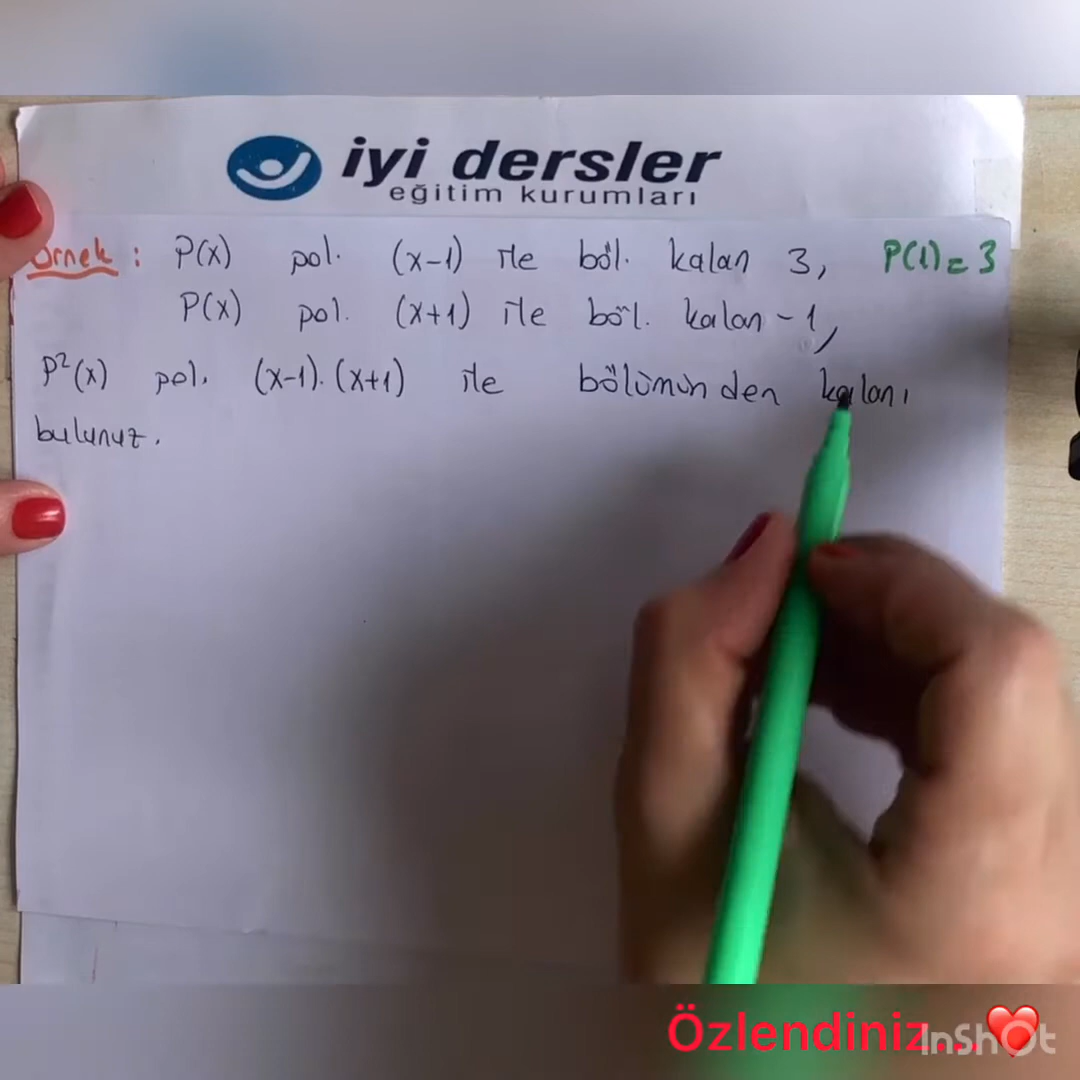 iyi dersler
eğitim kurumları
Örnek : P(x) pol. (x-1) ile böl. kalan 3, P(1) = 3
P(x) pol. (x+1) ile böl. kalan -1,
P²(x) pol. (x-1).(x+1) ile bölümünden kalanı
bulunuz.
Özlendiniz...❤️
InShOt